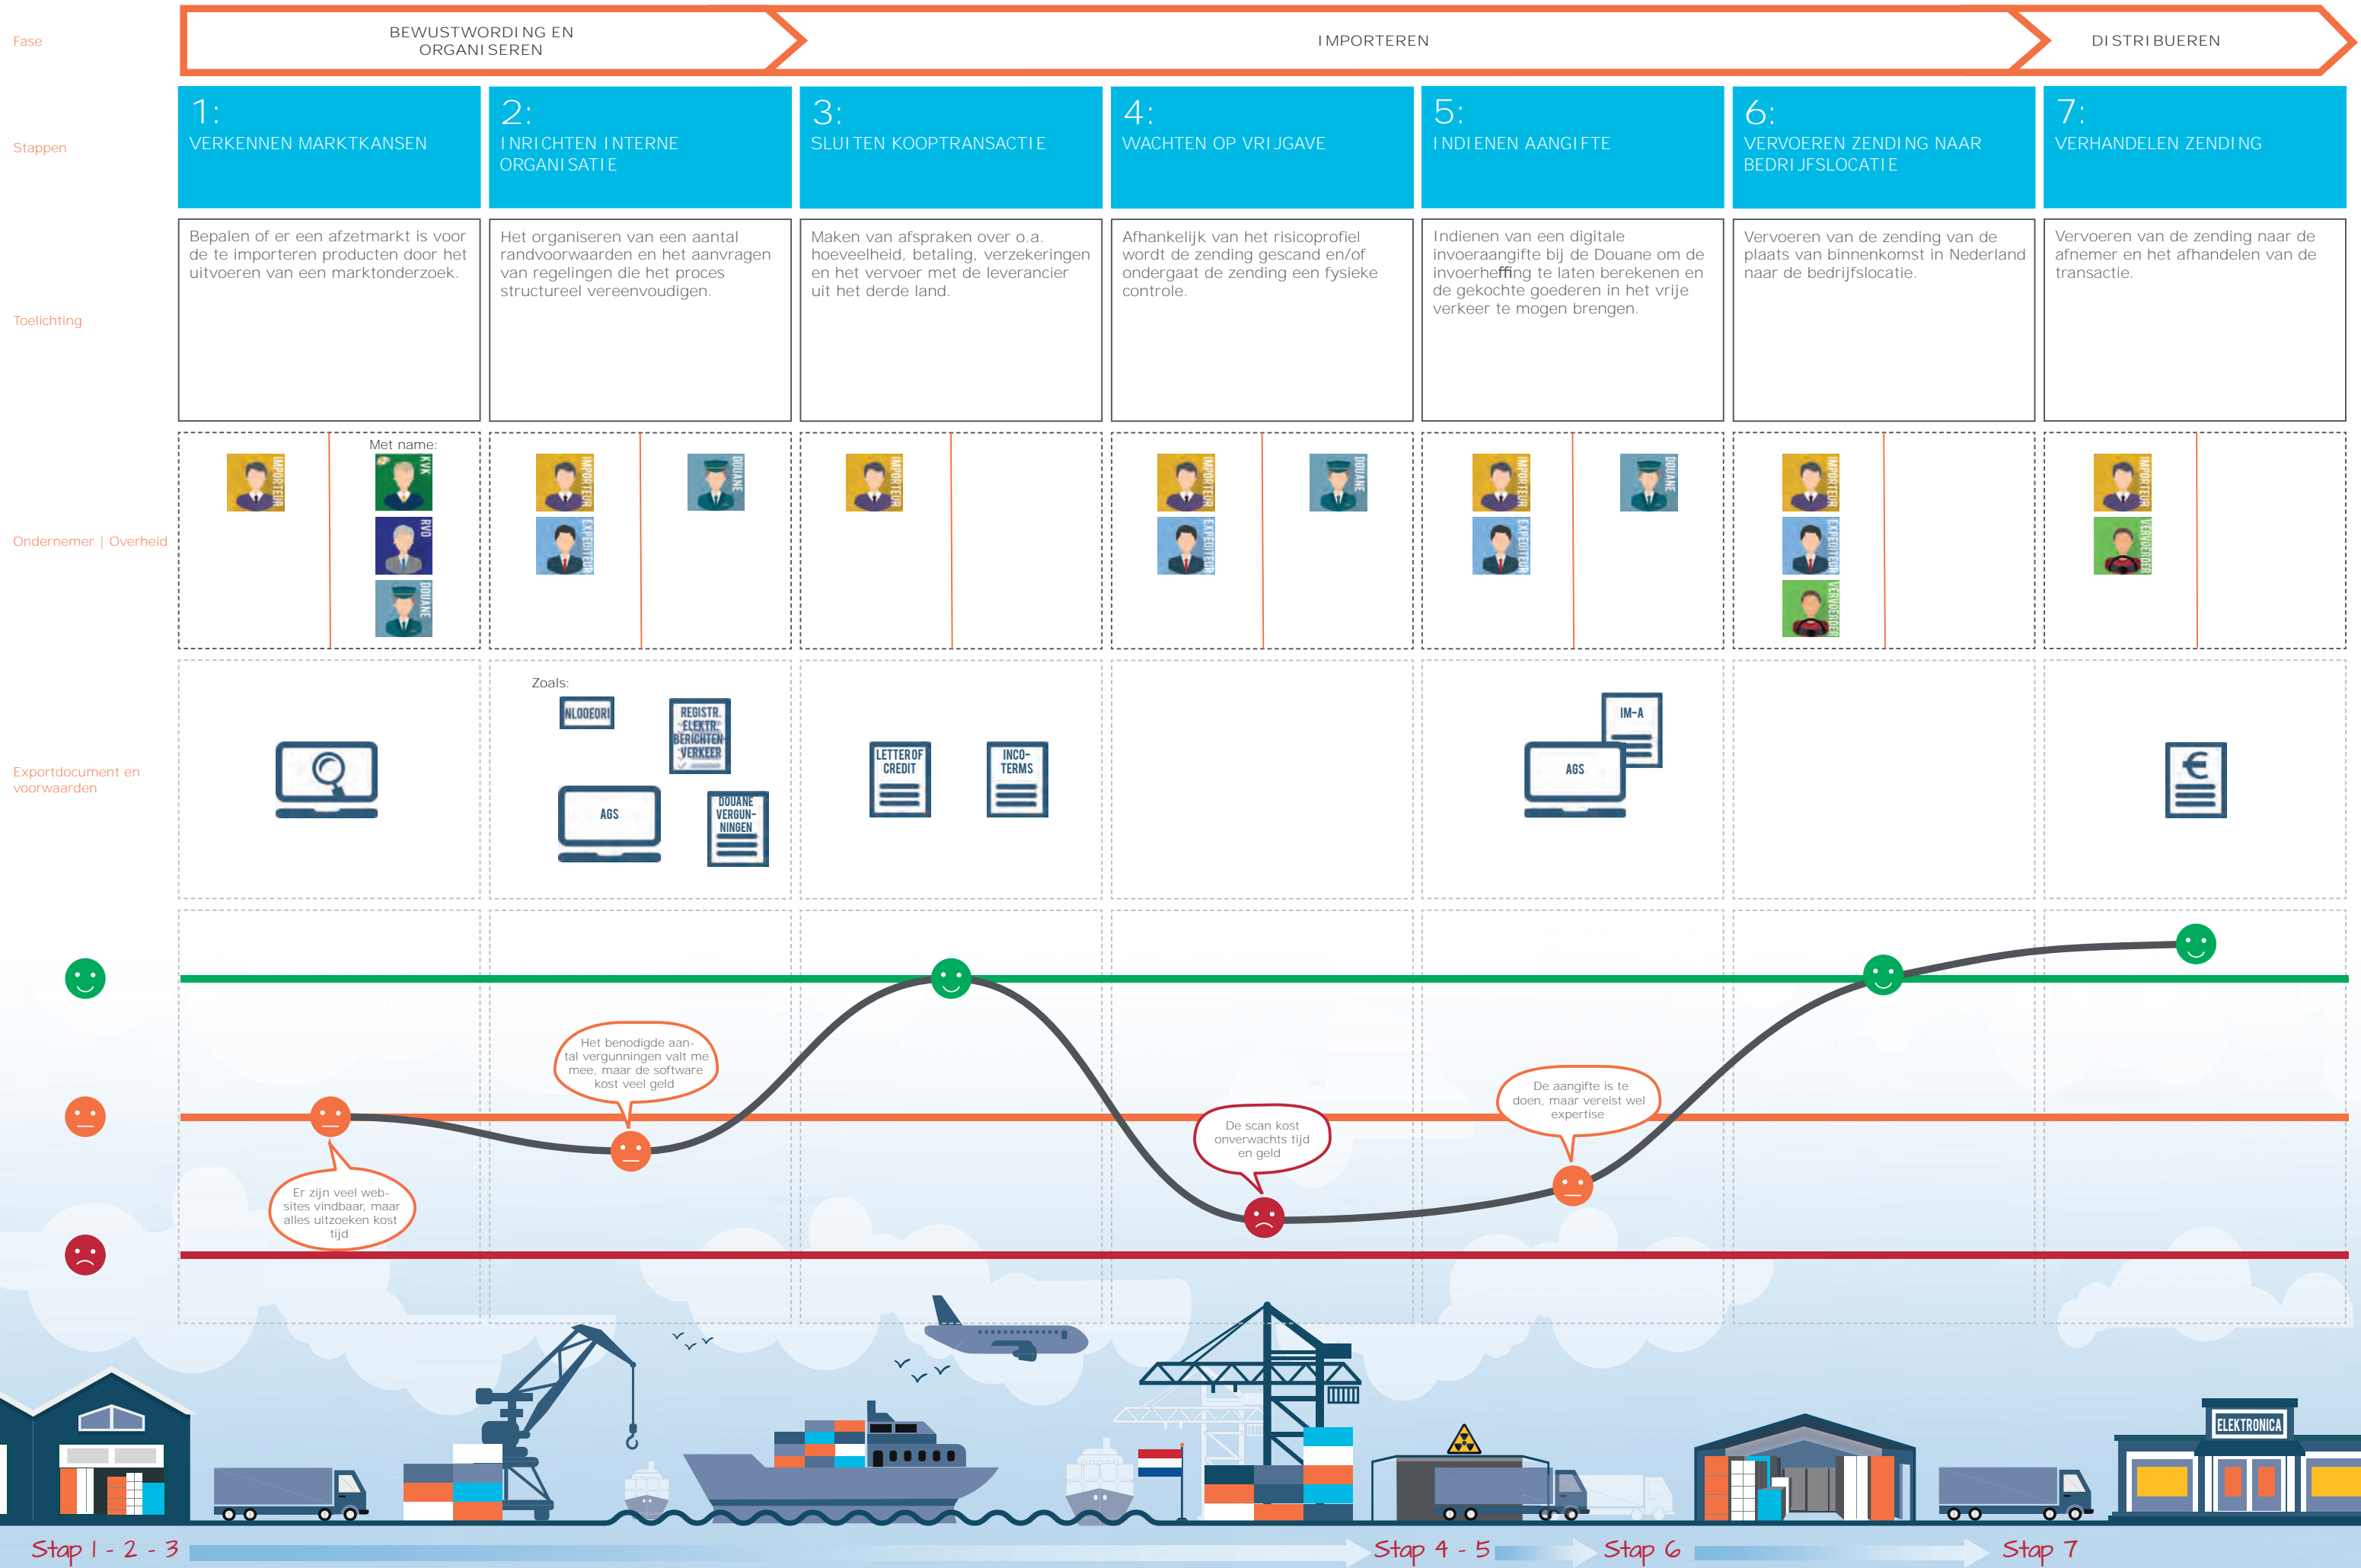 Fase
BEWUSTWORDING EN
ORGANISEREN
IMPORTEREN
DISTRIBUEREN
Stappen
1:
VERKENNEN MARKTKANSEN
2:
INRICHTEN INTERNE
ORGANISATIE
3:
SLUITEN KOOPTRANSACTIE
4:
WACHTEN OP VRIJGAVE
5:
INDIENEN AANGIFTE
6:
VERVOEREN ZENDING NAAR
BEDRIJFSLOCATIE
7:
VERHANDELEN ZENDING
Toelichting
Bepalen of er een afzetmarkt is voor
de te importeren producten door het
uitvoeren van een marktonderzoek.
Het organiseren van een aantal
randvoorwaarden en het aanvragen
van regelingen die het proces
structureel vereenvoudigen.
Maken van afspraken over o.a.
hoeveelheid, betaling, verzekeringen
en het vervoer met de leverancier
uit het derde land.
Afhankelijk van het risicoprofiel
wordt de zending gescand en/of
ondergaat de zending een fysieke
controle.
Indienen van een digitale
invoeraangifte bij de Douane om de
invoerheffing te laten berekenen en
de gekochte goederen in het vrije
verkeer te mogen brengen.
Vervoeren van de zending van de
plaats van binnenkomst in Nederland
naar de bedrijfslocatie.
Vervoeren van de zending naar de
afnemer en het afhandelen van de
transactie.
Ondernemer | Overheid
IMPORTEUR
Met name:
KVK
RVO
DOUANE
IMPORTEUR
EXPEDITEUR
DOUANE
IMPORTEUR
IMPORTEUR
EXPEDITEUR
DOUANE
IMPORTEUR
EXPEDITEUR
DOUANE
IMPORTEUR
EXPEDITEUR
VERVOERDER
IMPORTEUR
VERVOERDER
Exportdocument en
voorwaarden
Zoals:
NLOOEORI
REGISTR.
ELEKTR.
BERICHTEN-
VERKEER
AGS
DOUANE
VERGUN-
NINGEN
LETTER OF
CREDIT
INCO-
TERMS
IM-A
AGS
€
Er zijn veel web-
sites vindbaar, maar
alles uitzoeken kost
tijd
Het benodigde aan-
tal vergunningen valt me
mee, maar de software
kost veel geld
De scan kost
onverwachts tijd
en geld
De aangifte is te
doen, maar vereist wel
expertise
ELEKTRONICA
Stap 1 - 2 - 3
Stap 4 - 5
Stap 6
Stap 7